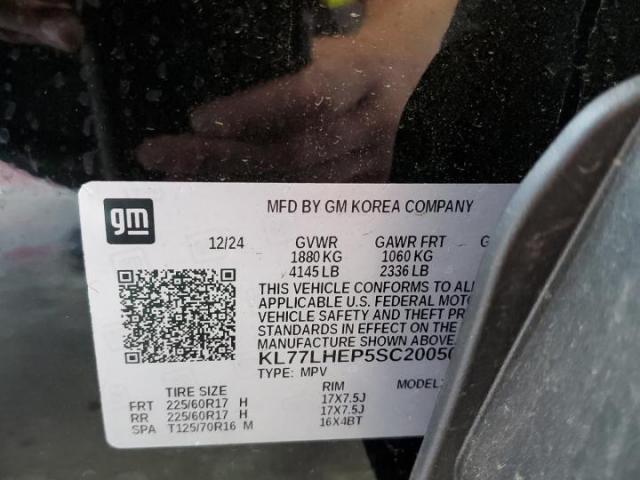 gm
MFD BY GM KOREA COMPANY
12/24 GVWR GAWR FRT G
1880 KG 1060 KG
4145 LB 2336 LB
THIS VEHICLE CONFORMS TO ALL
APPLICABLE U.S. FEDERAL MOTO
VEHICLE SAFETY AND THEFT PR
STANDARDS IN EFFECT ON THE
MANUFACTURE SHOWN ABOVE.
KL77LHEP5SC20050
TYPE: MPV MODEL:
TIRE SIZE RIM
FRT 225/60R17 H 17X7.5J
RR 225/60R17 H 17X7.5J
SPA T125/70R16 M 16X4BT